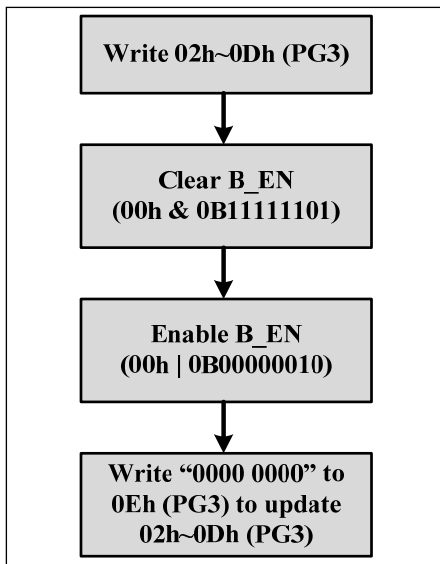 Write 02h~0Dh (PG3)
Clear B_EN
(00h & 0B11111101)
Enable B_EN
(00h | 0B00000010)
Write “0000 0000” to
0Eh (PG3) to update
02h~0Dh (PG3)